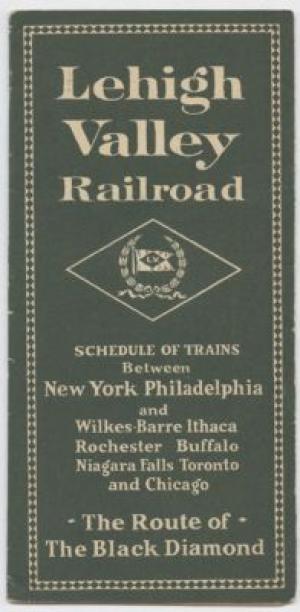 Lehigh
Valley
Railroad
LV
SCHEDULE OF TRAINS
Between
New York Philadelphia
and
Wilkes-Barre Ithaca
Rochester Buffalo
Niagara Falls Toronto
and Chicago
- The Route of -
The Black Diamond